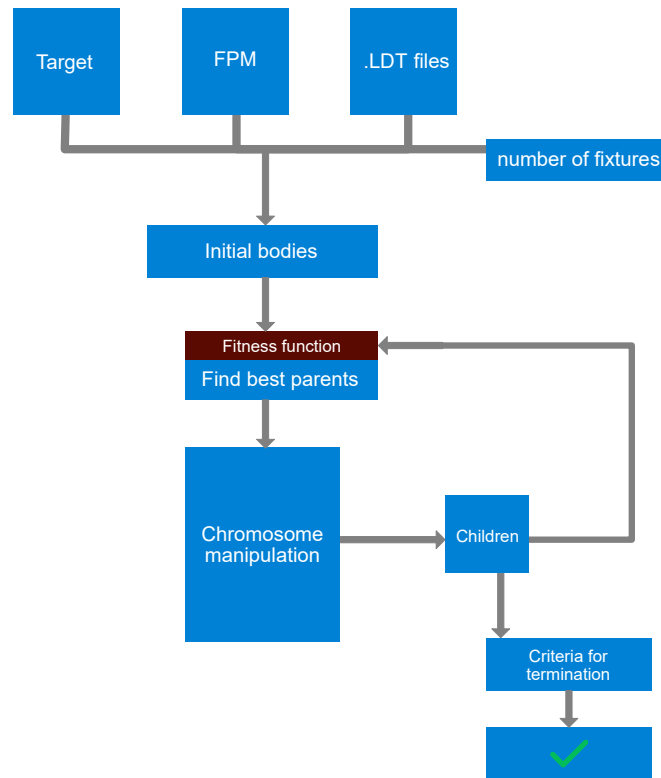 Target
FPM
.LDT files
number of fixtures
Initial bodies
Fitness function
Find best parents
Chromosome
manipulation
Children
Criteria for
termination